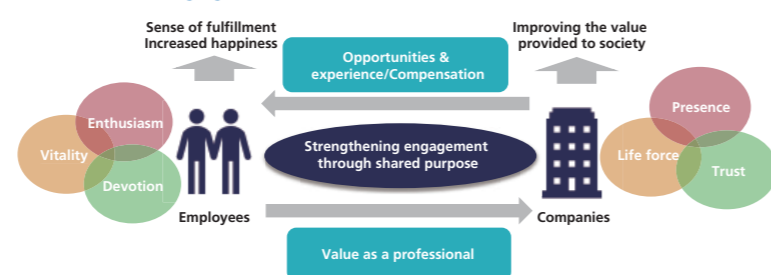 Sense of fulfillment
Increased happiness
Improving the value
provided to society
Opportunities &
experience/Compensation
Enthusiasm
Vitality
Devotion
Strengthening engagement
through shared purpose
Presence
Life force
Trust
Employees
Companies
Value as a professional